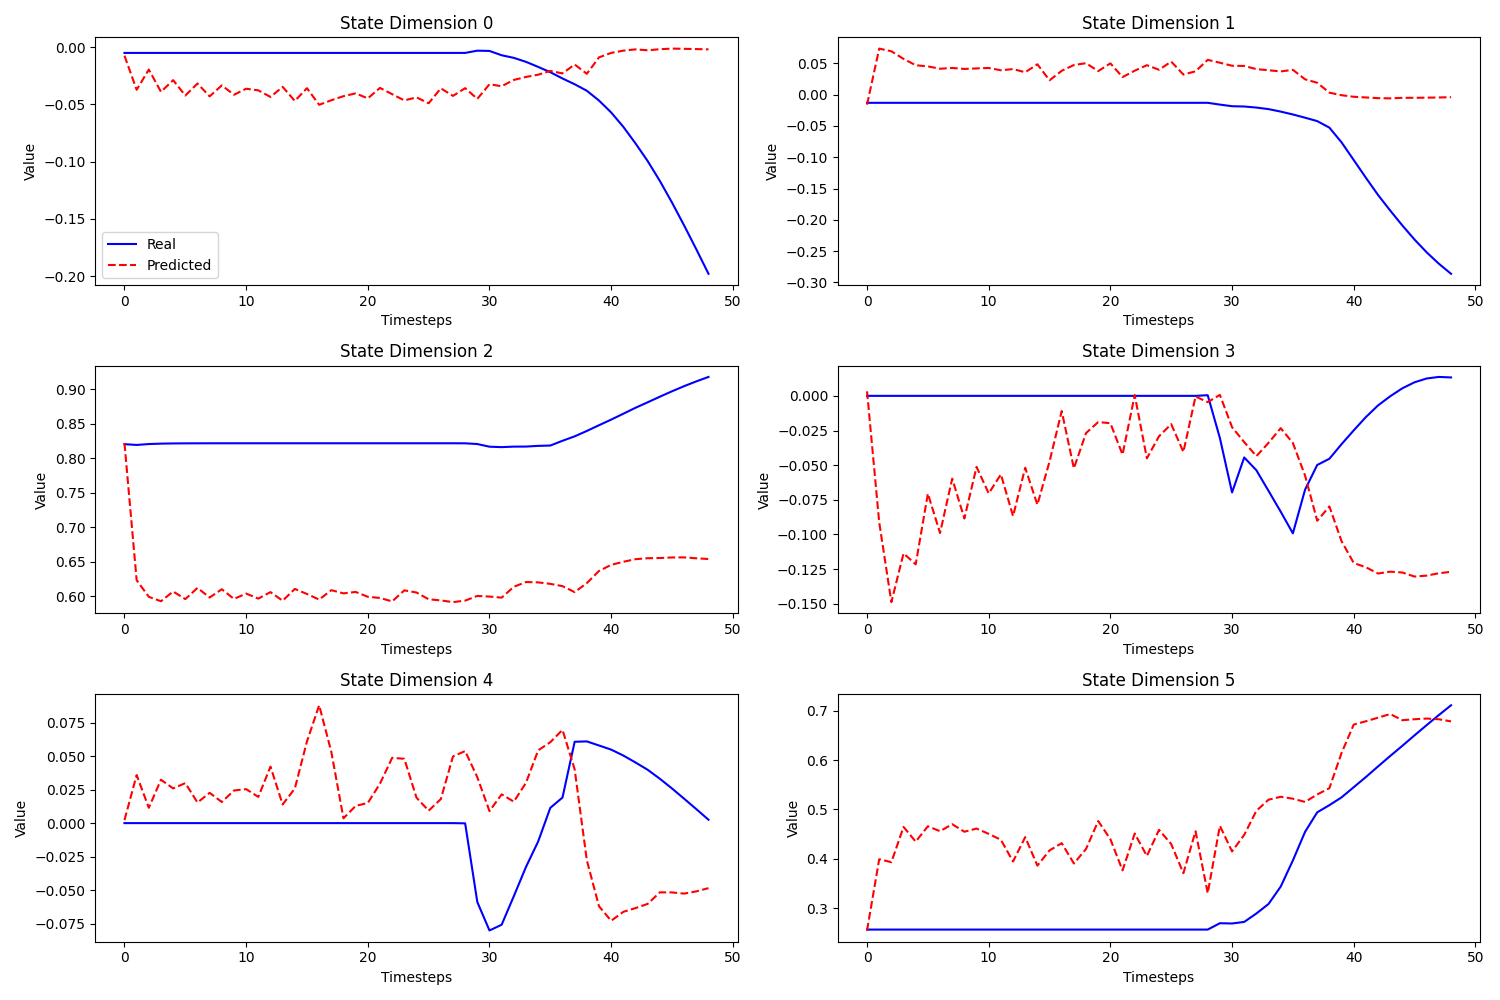 State Dimension 0
Value
0.00
−0.05
−0.10
−0.15
−0.20
Real
Predicted
0 10 20 30 40 50
Timesteps
State Dimension 1
Value
0.05
0.00
−0.05
−0.10
−0.15
−0.20
−0.25
−0.30
0 10 20 30 40 50
Timesteps
State Dimension 2
Value
0.90
0.85
0.80
0.75
0.70
0.65
0.60
0 10 20 30 40 50
Timesteps
State Dimension 3
Value
0.000
−0.025
−0.050
−0.075
−0.100
−0.125
−0.150
0 10 20 30 40 50
Timesteps
State Dimension 4
Value
0.075
0.050
0.025
0.000
−0.025
−0.050
−0.075
0 10 20 30 40 50
Timesteps
State Dimension 5
Value
0.7
0.6
0.5
0.4
0.3
0 10 20 30 40 50
Timesteps